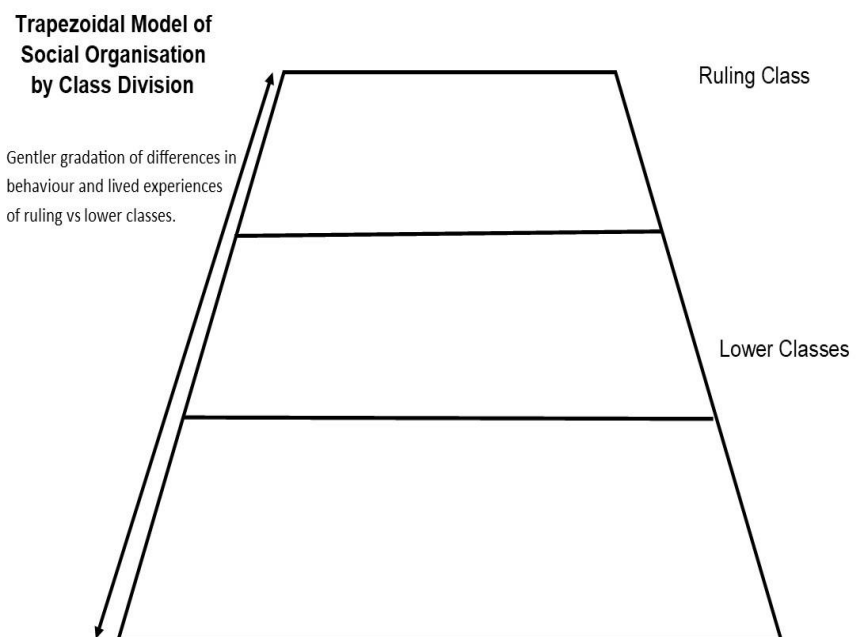 Trapezoidal Model of
Social Organisation
by Class Division
Ruling Class
Gentler gradation of differences in
behaviour and lived experiences
of ruling vs lower classes.
Lower Classes